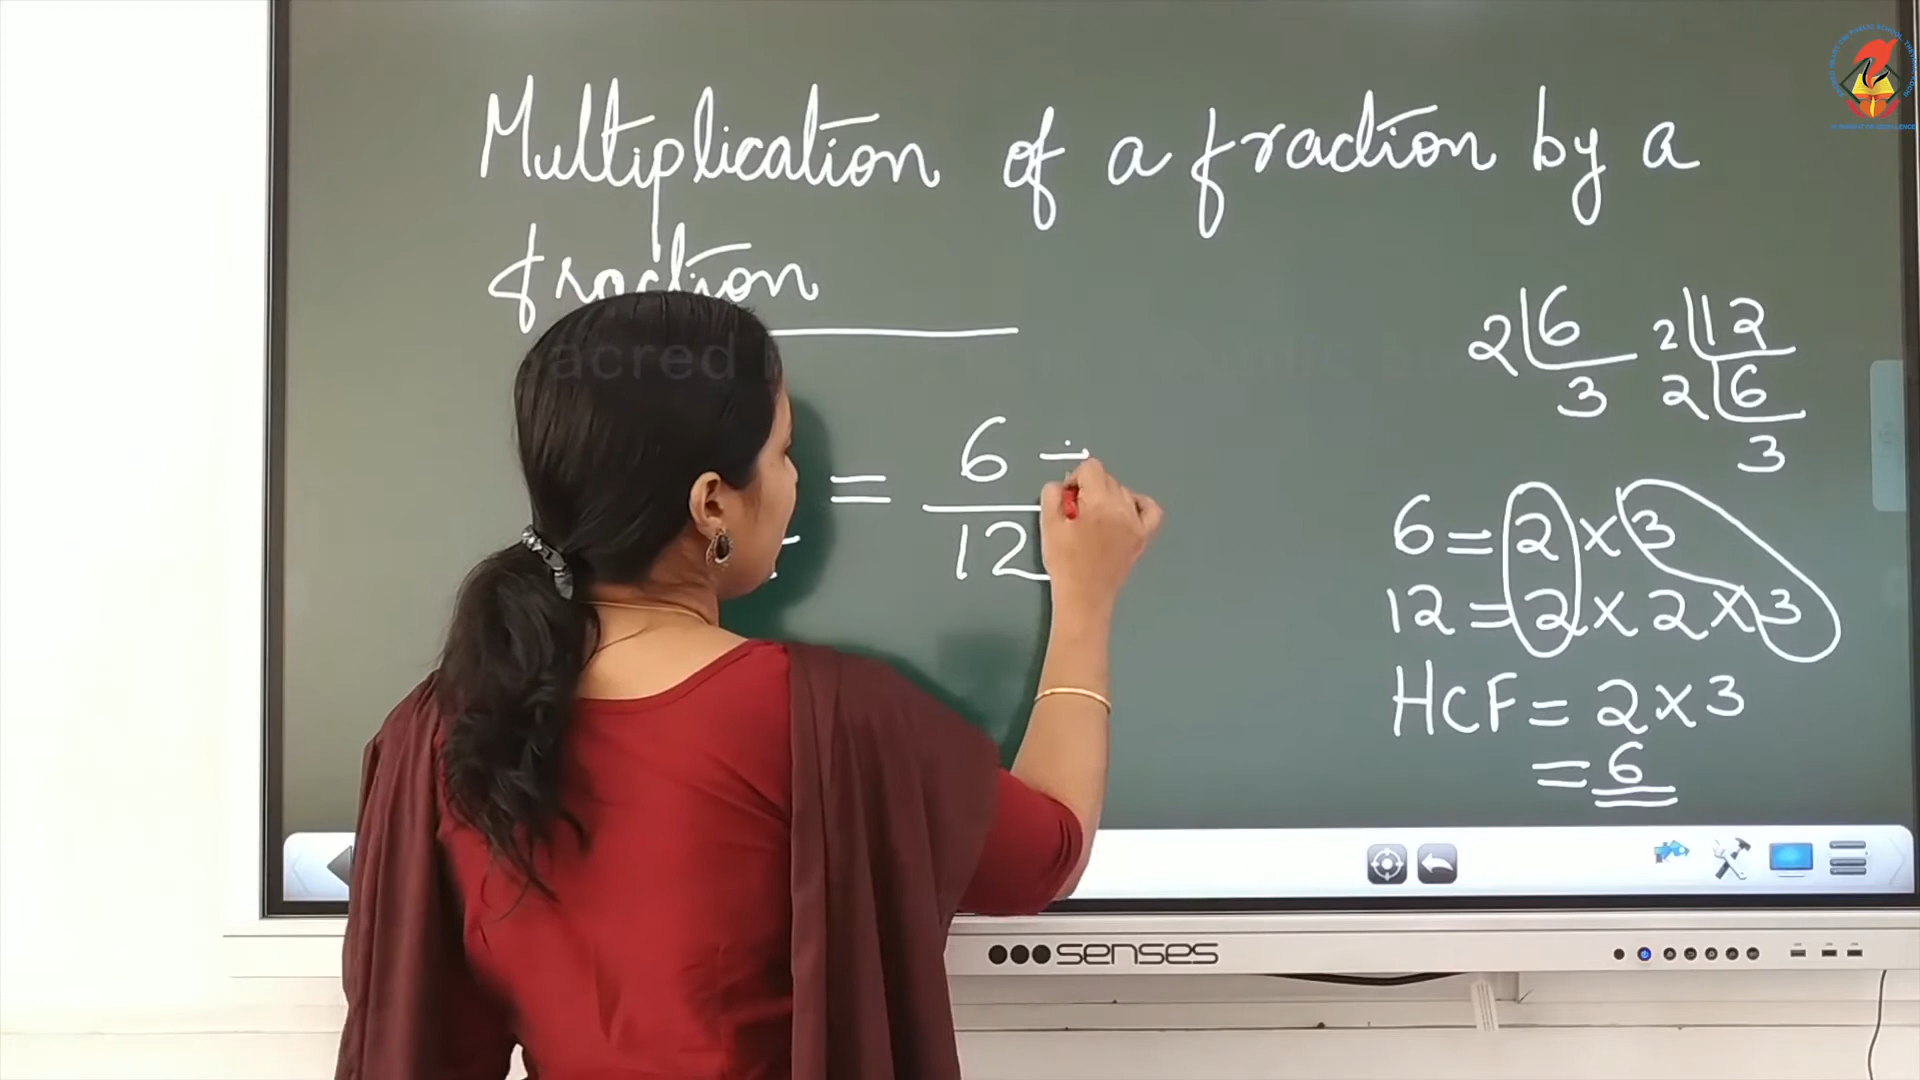 Multiplication of a fraction by a
fraction
= 6 ÷
12
2 6
3
2 12
2 6
3
6 = 2 × 3
12 = 2 × 2 × 3
HCF = 2 × 3
= 6
senses